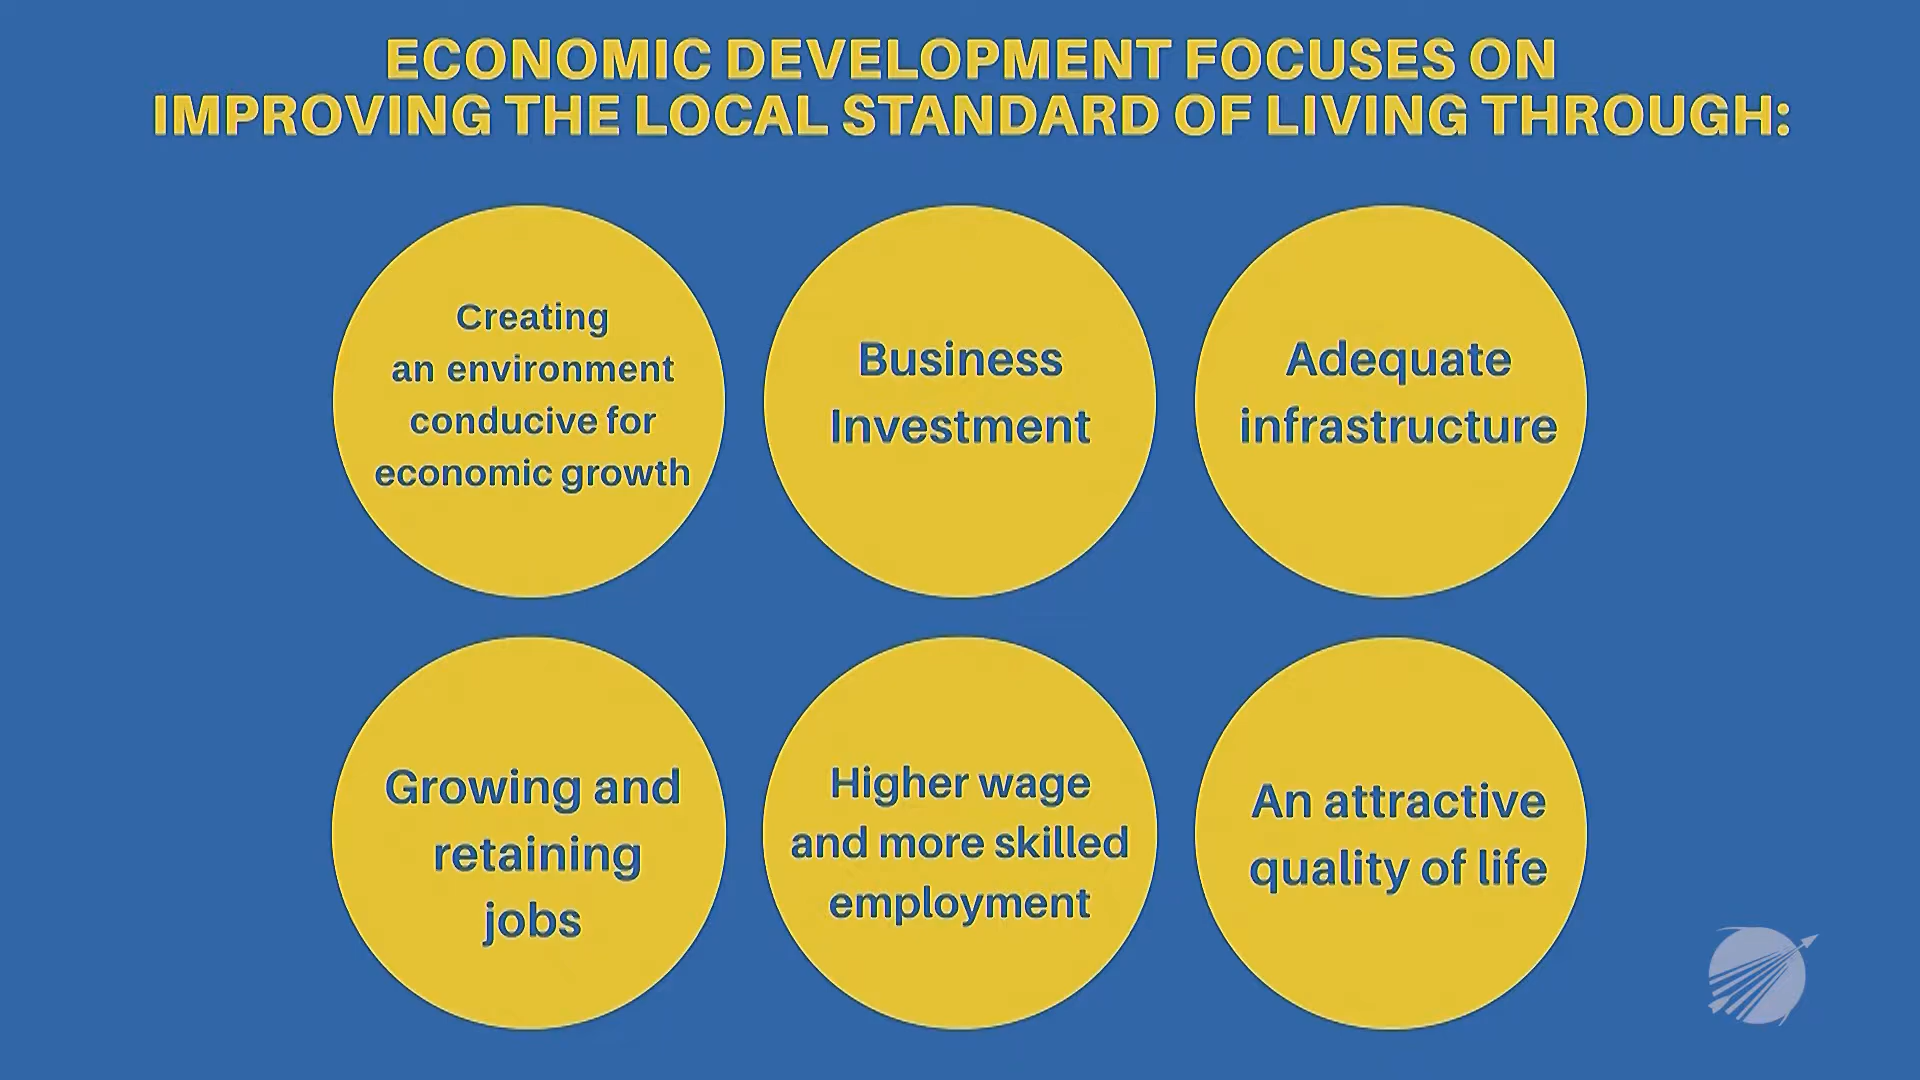 ECONOMIC DEVELOPMENT FOCUSES ON
IMPROVING THE LOCAL STANDARD OF LIVING THROUGH:
Creating
an environment
conducive for
economic growth
Business
Investment
Adequate
infrastructure
Growing and
retaining
jobs
Higher wage
and more skilled
employment
An attractive
quality of life